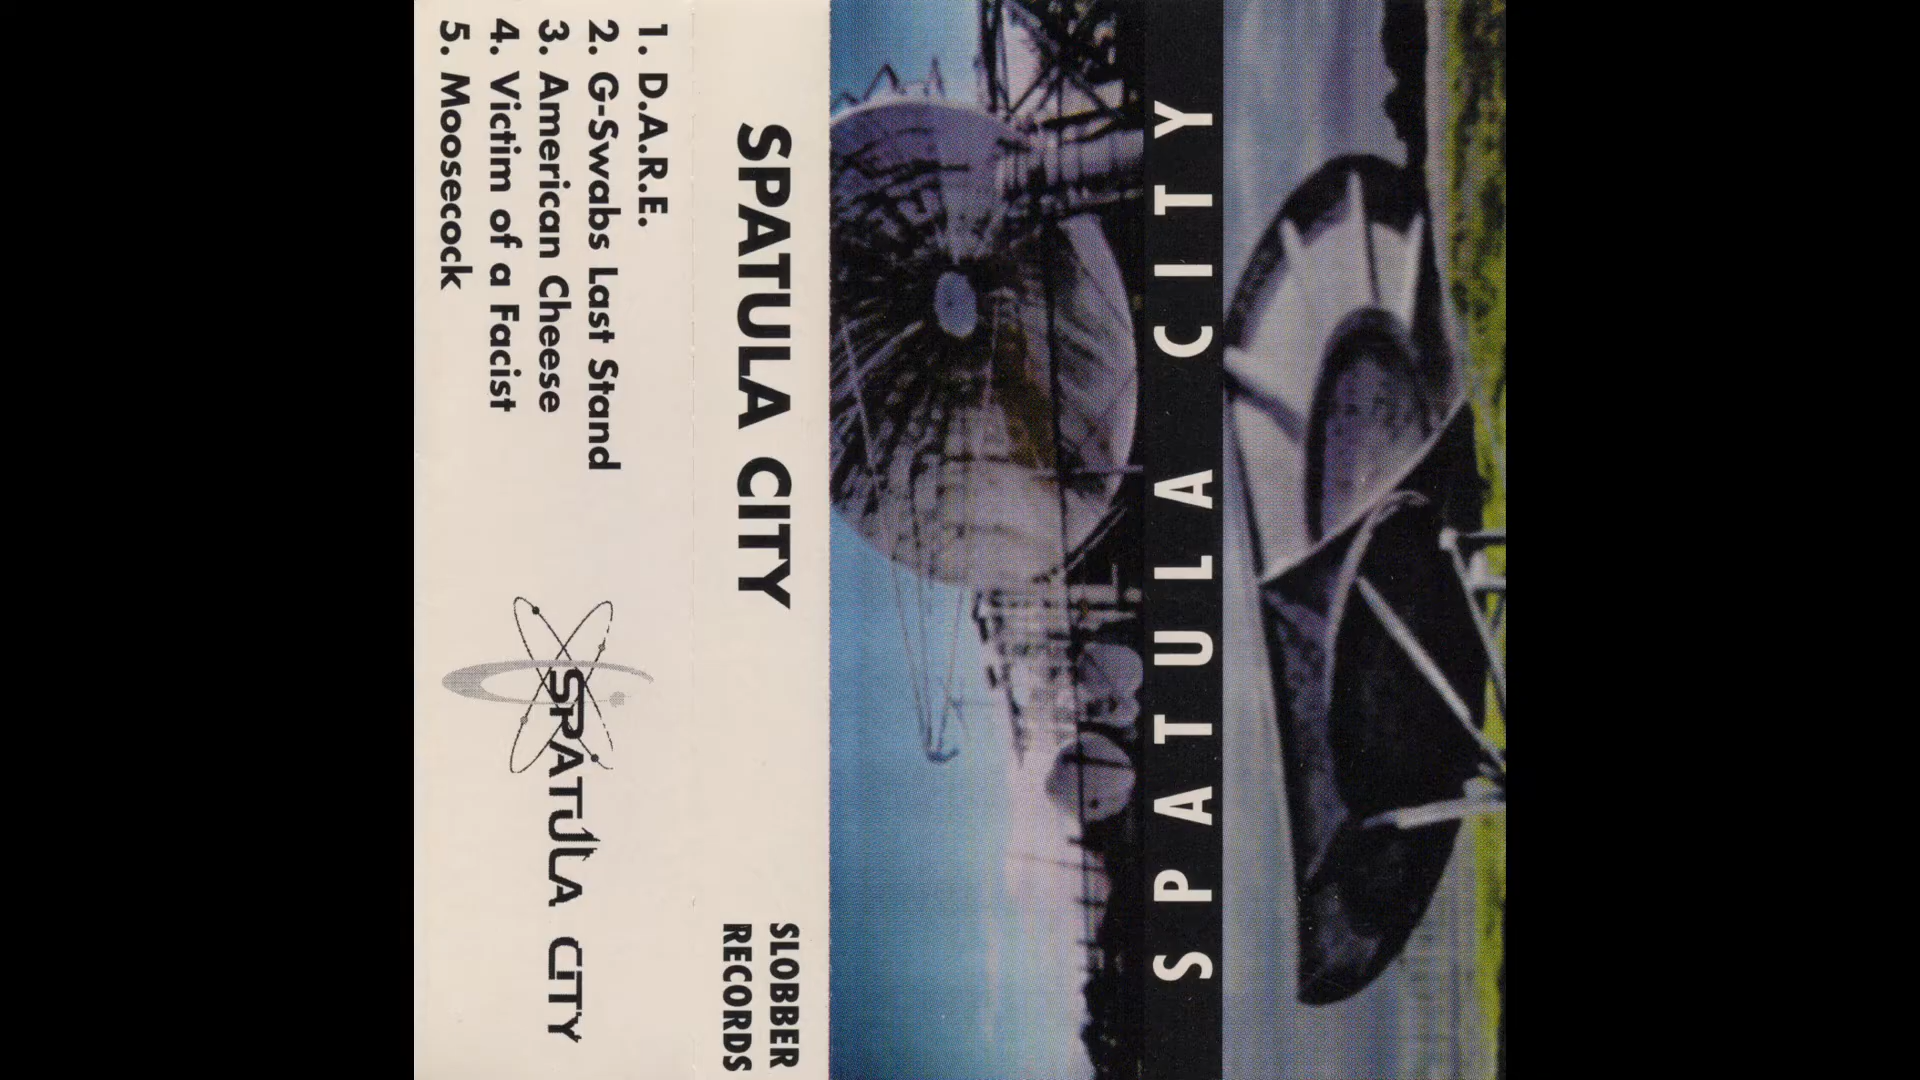 1. D.A.R.E.
2. G-Swabs Last Stand
3. American Cheese
4. Victim of a Facist
5. Moosecock
SPATULA CITY
SPATULA CITY
SLOBBER
RECORDS
SPATULA CITY